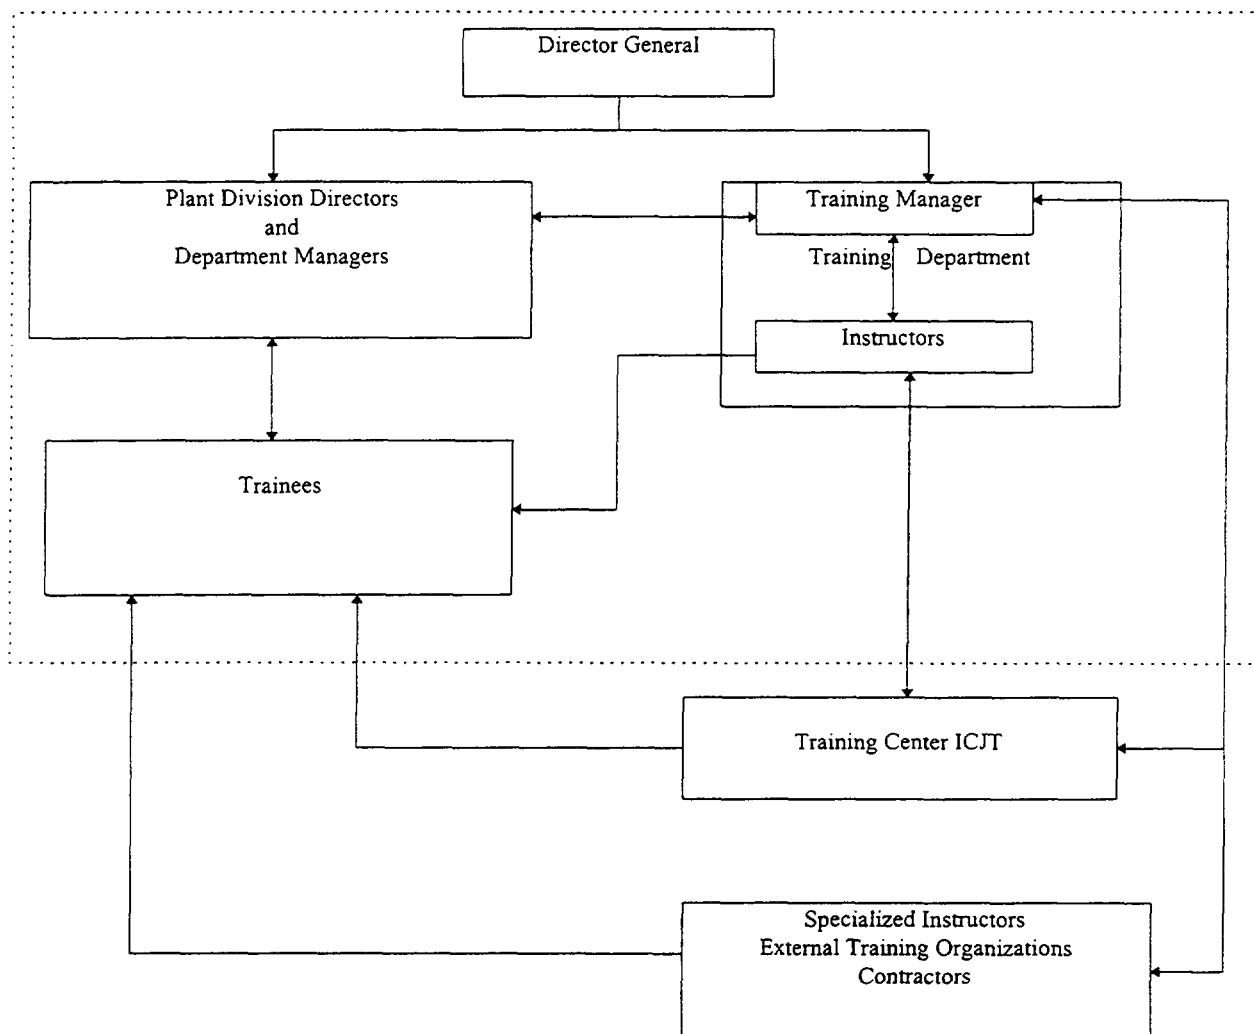 Director General
Plant Division Directors
and
Department Managers
Training Manager
Training Department
Instructors
Trainees
Training Center ICJT
Specialized Instructors
External Training Organizations
Contractors